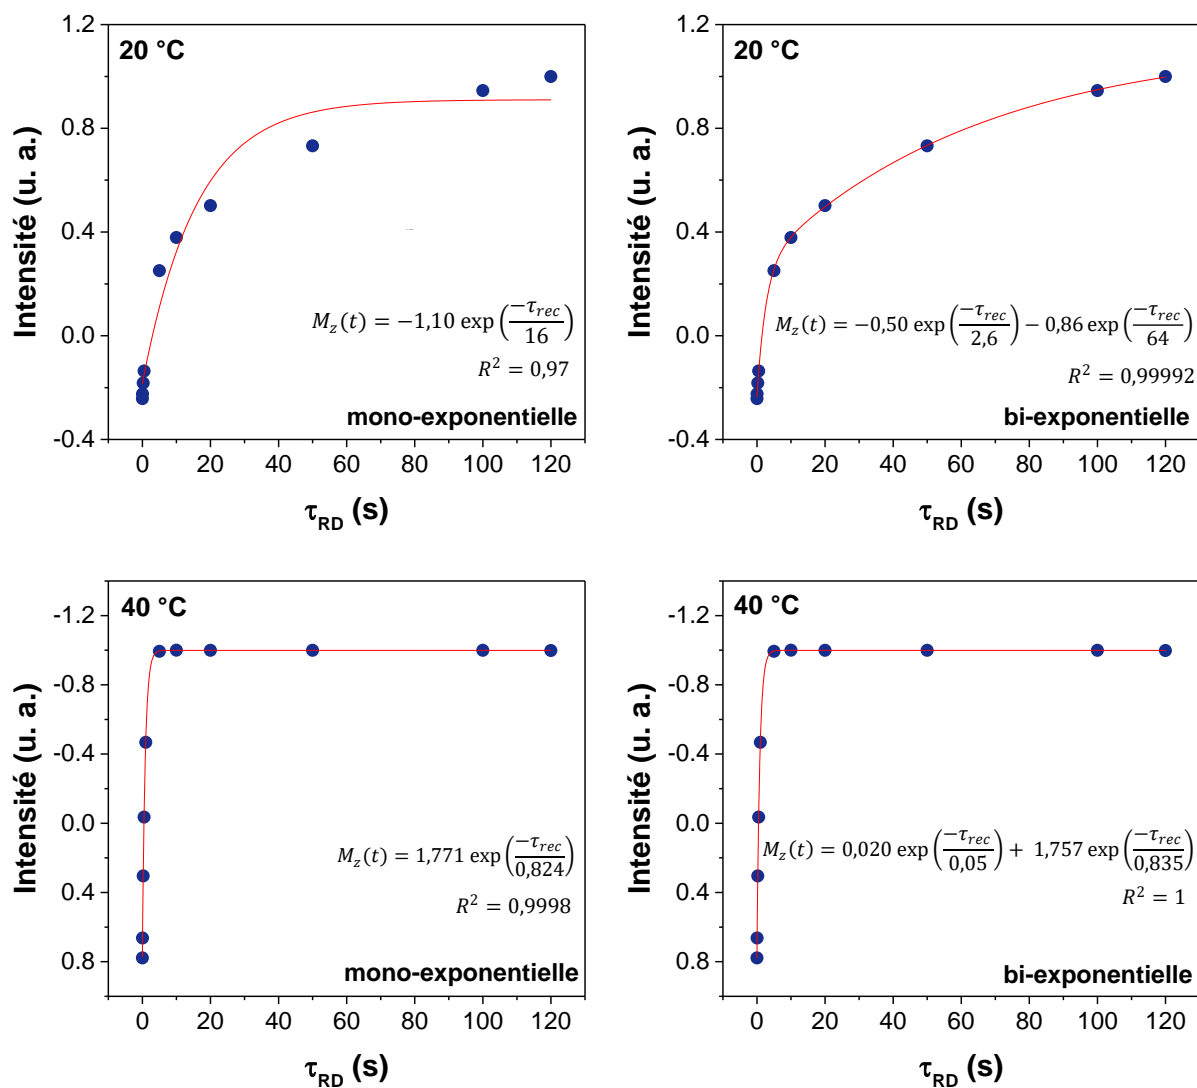 20 °C
1.2
0.8
0.4
0.0
-0.4
Intensité (u. a.)
M_z(t) = −1,10 exp(−τ_rec/16)
R² = 0,97
mono-exponentielle
0 20 40 60 80 100 120
τ_RD (s)
20 °C
1.2
0.8
0.4
0.0
-0.4
Intensité (u. a.)
M_z(t) = −0,50 exp(−τ_rec/2,6) − 0,86 exp(−τ_rec/64)
R² = 0,99992
bi-exponentielle
0 20 40 60 80 100 120
τ_RD (s)
40 °C
-1.2
-0.8
-0.4
0.0
0.4
0.8
Intensité (u. a.)
M_z(t) = 1,771 exp(−τ_rec/0,824)
R² = 0,9998
mono-exponentielle
0 20 40 60 80 100 120
τ_RD (s)
40 °C
-1.2
-0.8
-0.4
0.0
0.4
0.8
Intensité (u. a.)
M_z(t) = 0,020 exp(−τ_rec/0,05) + 1,757 exp(−τ_rec/0,835)
R² = 1
bi-exponentielle
0 20 40 60 80 100 120
τ_RD (s)